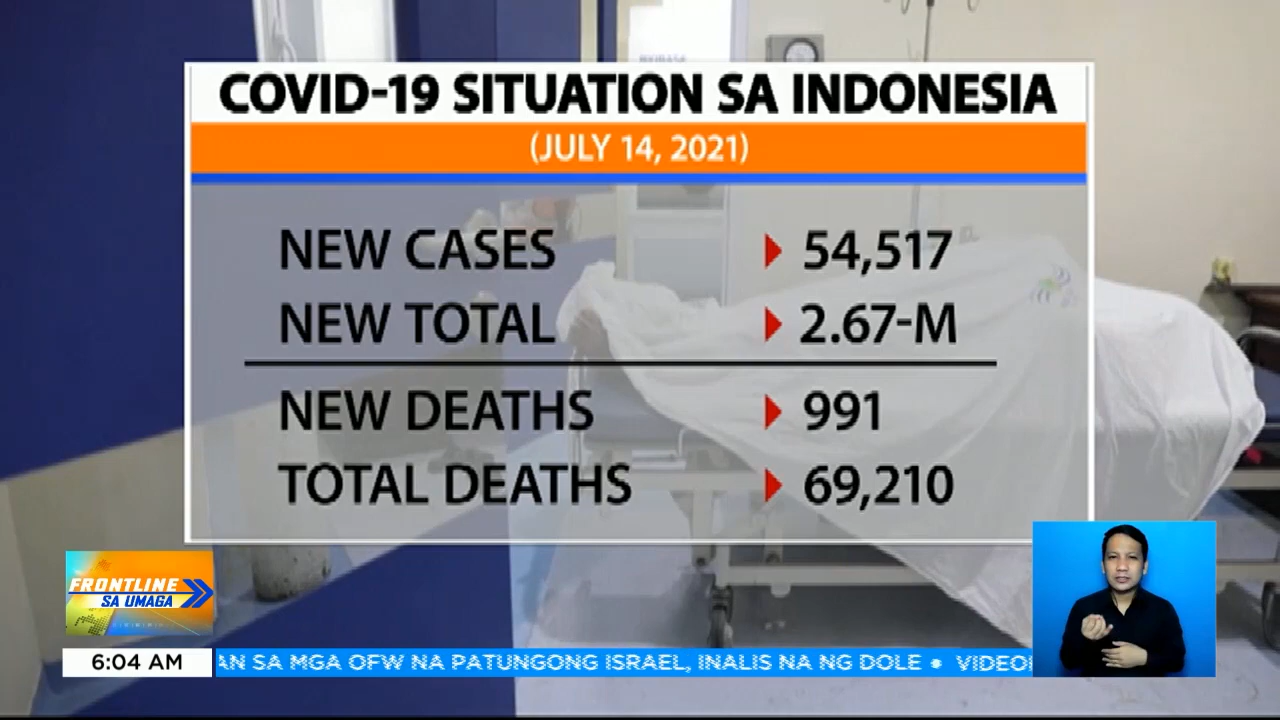 COVID-19 SITUATION SA INDONESIA
(JULY 14, 2021)
NEW CASES 54,517
NEW TOTAL 2.67-M
NEW DEATHS 991
TOTAL DEATHS 69,210
FRONTLINE
SA UMAGA
6:04 AM AN SA MGA OFW NA PATUNGONG ISRAEL, INALIS NA NG DOLE • VIDEO